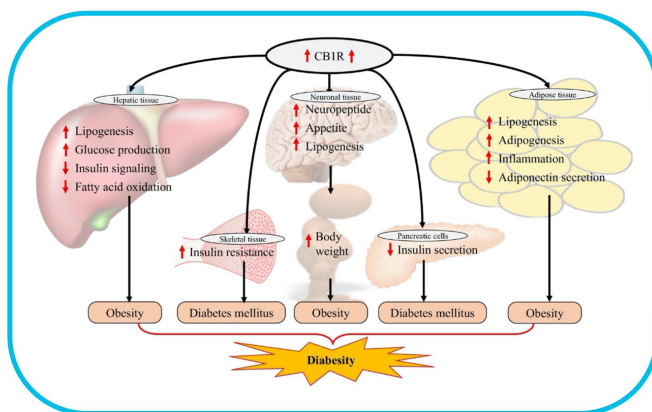 CB1R
Hepatic tissue
Lipogenesis
Glucose production
Insulin signaling
Fatty acid oxidation
Neuronal tissue
Neuropeptide
Appetite
Lipogenesis
Adipose tissue
Lipogenesis
Adipogenesis
Inflammation
Adiponectin secretion
Skeletal tissue
Insulin resistance
Body
weight
Pancreatic cells
Insulin secretion
Obesity
Diabetes mellitus
Obesity
Diabetes mellitus
Obesity
Diabesity